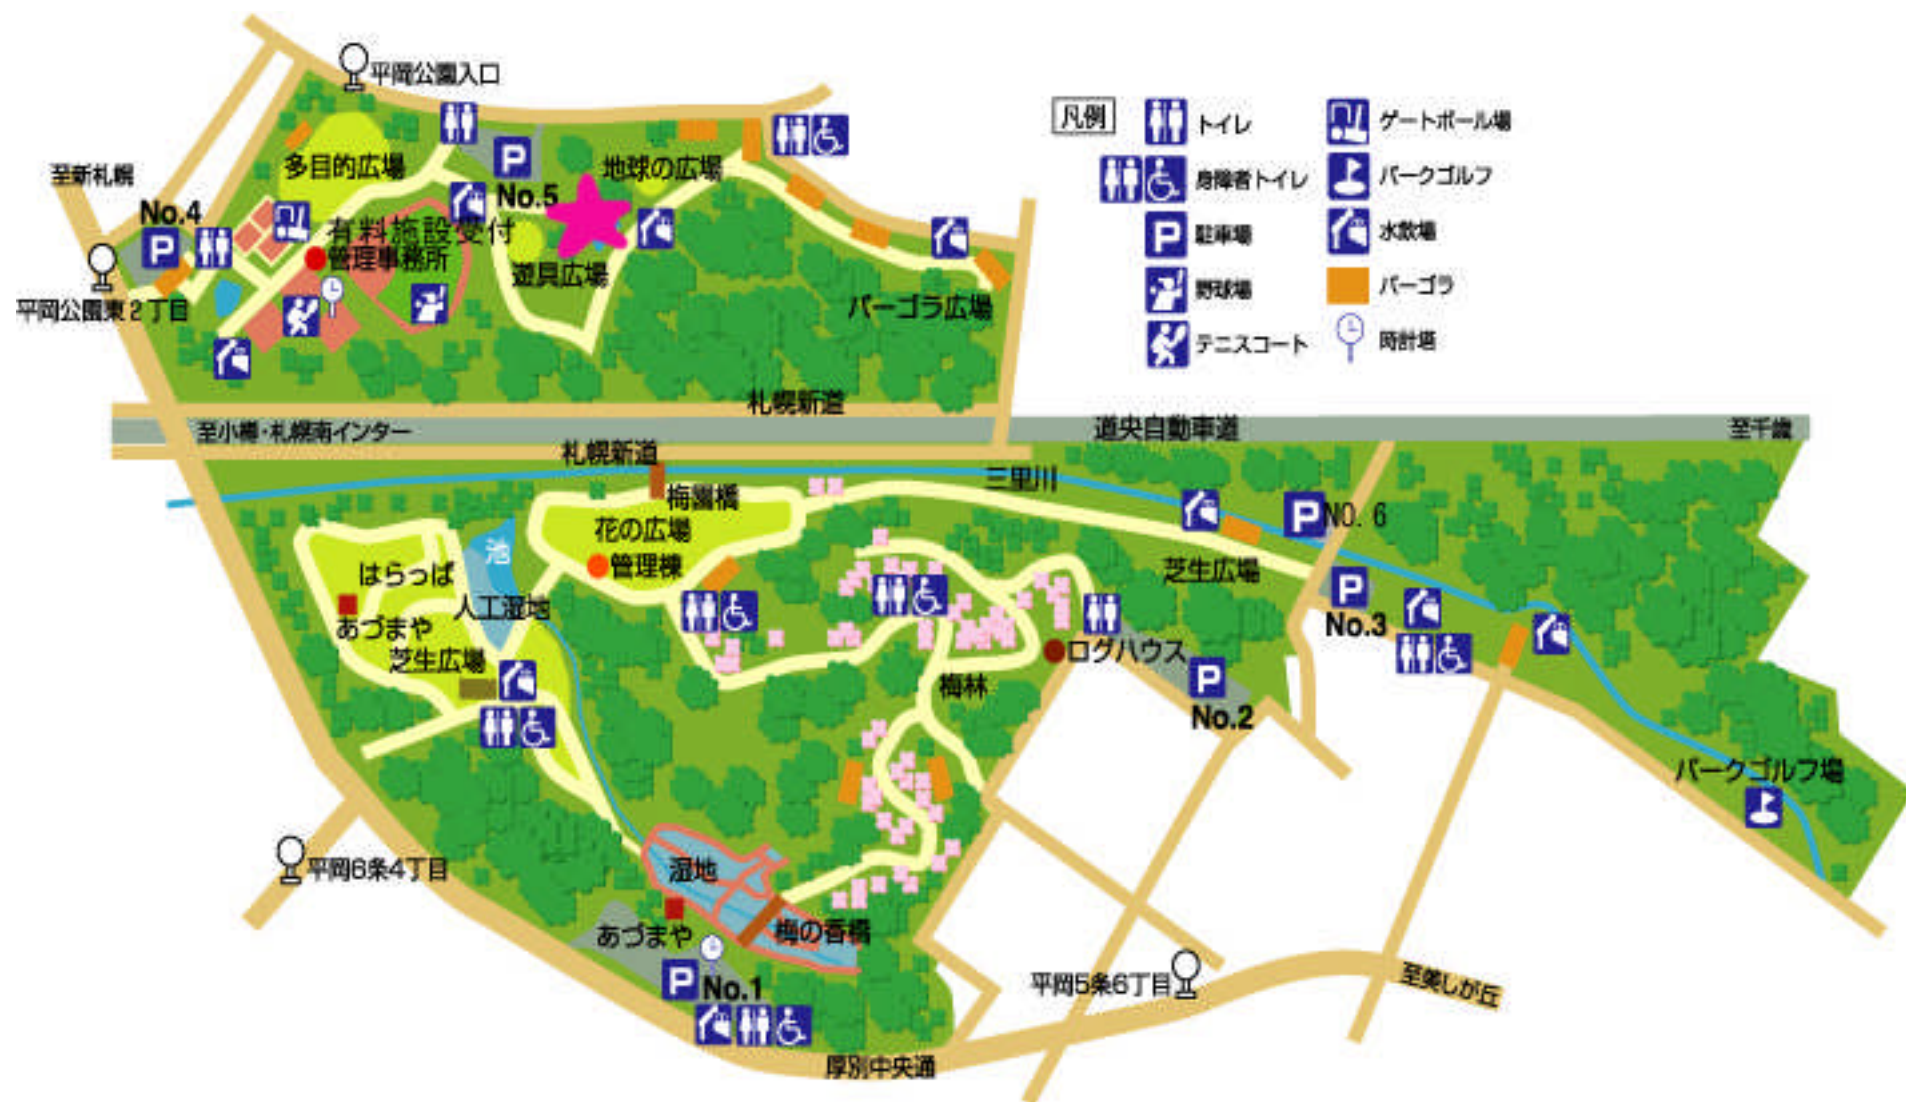 平岡公園入口
至新札幌
多目的広場
地球の広場
No.4
No.5
有料施設受付
管理事務所
遊具広場
平岡公園東2丁目
パーゴラ広場
凡例
トイレ
ゲートボール場
身障者トイレ
パークゴルフ
駐車場
水飲場
野球場
パーゴラ
テニスコート
時計塔
札幌新道
至小樽・札幌南インター
道央自動車道
至千歳
札幌新道
三里川
梅園橋
花の広場
NO. 6
池
管理棟
はらっぱ
芝生広場
人工湿地
あづまや
No.3
芝生広場
ログハウス
梅林
No.2
パークゴルフ場
平岡6条4丁目
湿地
あづまや
梅の香橋
No.1
平岡5条6丁目
至美しが丘
厚別中央通
P
P
P
P
P
P
P